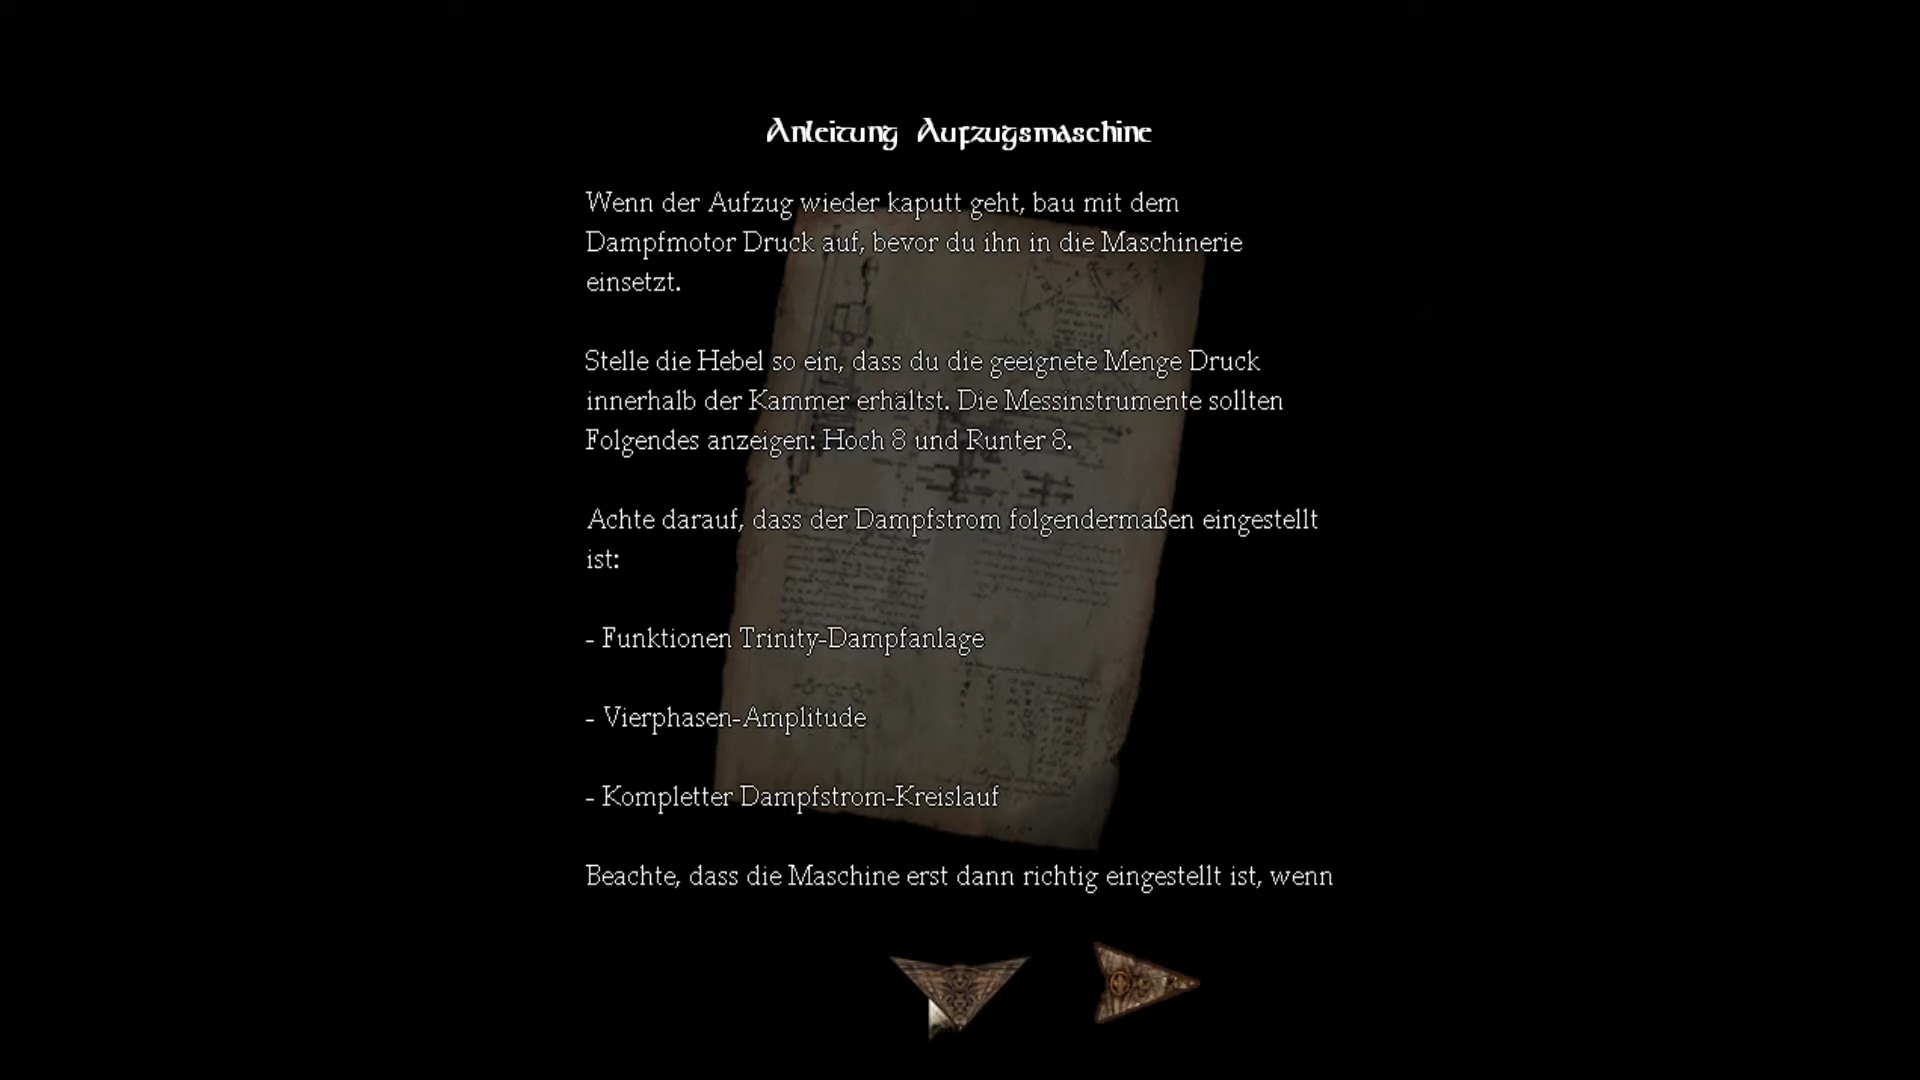 Anleitung Aufzugsmaschine
Wenn der Aufzug wieder kaputt geht, bau mit dem
Dampfmotor Druck auf, bevor du ihn in die Maschinerie
einsetzt.
Stelle die Hebel so ein, dass du die geeignete Menge Druck
innerhalb der Kammer erhältst. Die Messinstrumente sollten
Folgendes anzeigen: Hoch 8 und Runter 8.
Achte darauf, dass der Dampfstrom folgendermaßen eingestellt
ist:
- Funktionen Trinity-Dampfanlage
- Vierphasen-Amplitude
- Kompletter Dampfstrom-Kreislauf
Beachte, dass die Maschine erst dann richtig eingestellt ist, wenn